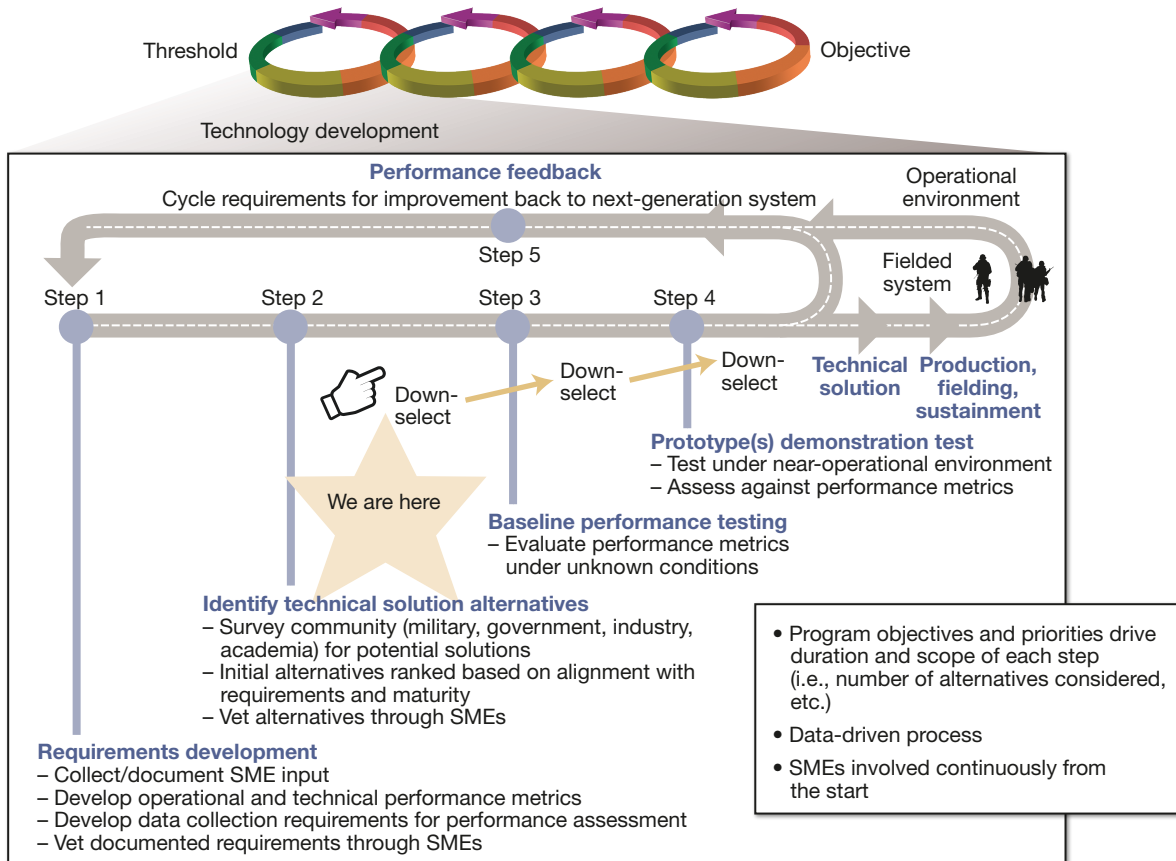 Threshold
Objective
Technology development
Performance feedback
Cycle requirements for improvement back to next-generation system
Operational
environment
Step 5
Fielded
system
Step 1
Step 2
Step 3
Step 4
Down-
select
Down-
select
Down-
select
Technical
solution
Production,
fielding,
sustainment
We are here
Prototype(s) demonstration test
– Test under near-operational environment
– Assess against performance metrics
Baseline performance testing
– Evaluate performance metrics
under unknown conditions
Identify technical solution alternatives
– Survey community (military, government, industry,
academia) for potential solutions
– Initial alternatives ranked based on alignment with
requirements and maturity
– Vet alternatives through SMEs
Requirements development
– Collect/document SME input
– Develop operational and technical performance metrics
– Develop data collection requirements for performance assessment
– Vet documented requirements through SMEs
• Program objectives and priorities drive
duration and scope of each step
(i.e., number of alternatives considered,
etc.)
• Data-driven process
• SMEs involved continuously from
the start